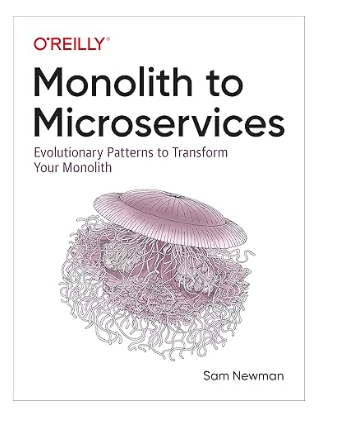 O'REILLY®
Monolith to
Microservices
Evolutionary Patterns to Transform
Your Monolith
Sam Newman